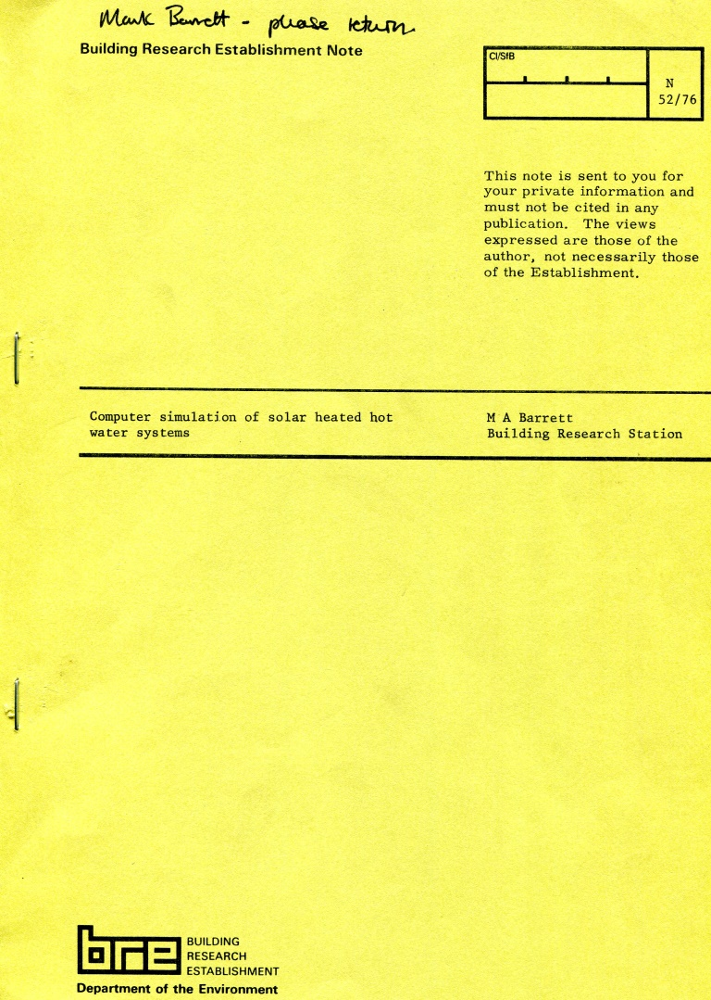 Mark Barrett - please return
Building Research Establishment Note
CI/SfB
N
52/76
This note is sent to you for
your private information and
must not be cited in any
publication. The views
expressed are those of the
author, not necessarily those
of the Establishment.
Computer simulation of solar heated hot
water systems
M A Barrett
Building Research Station
bre
BUILDING
RESEARCH
ESTABLISHMENT
Department of the Environment